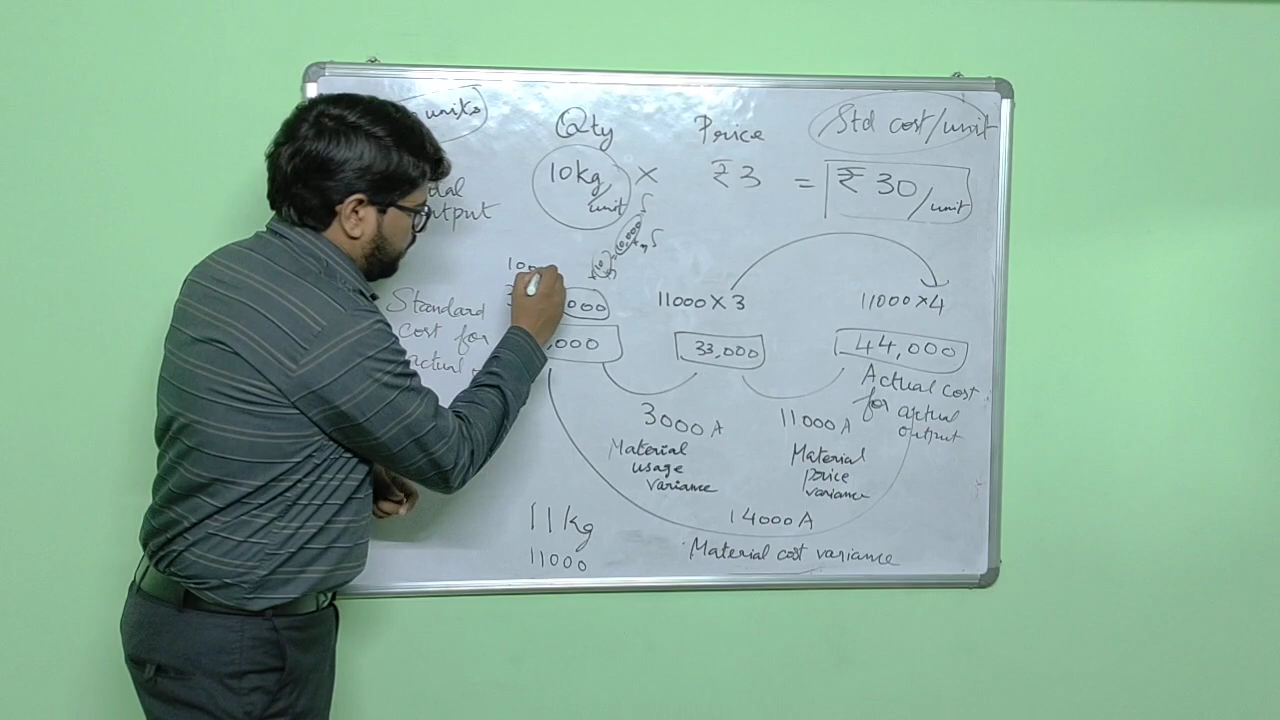 units
Qty Price Std cost/unit
10kg/unit × ₹3 = ₹30/unit
10,000
11000 × 3 11000×4
Standard
cost for
actual
,000 33,000 44,000
Actual cost
for actual
output
3000 A 11000 A
Material
usage
variance
Material
price
variance
14000 A
Material cost variance
11kg
11000